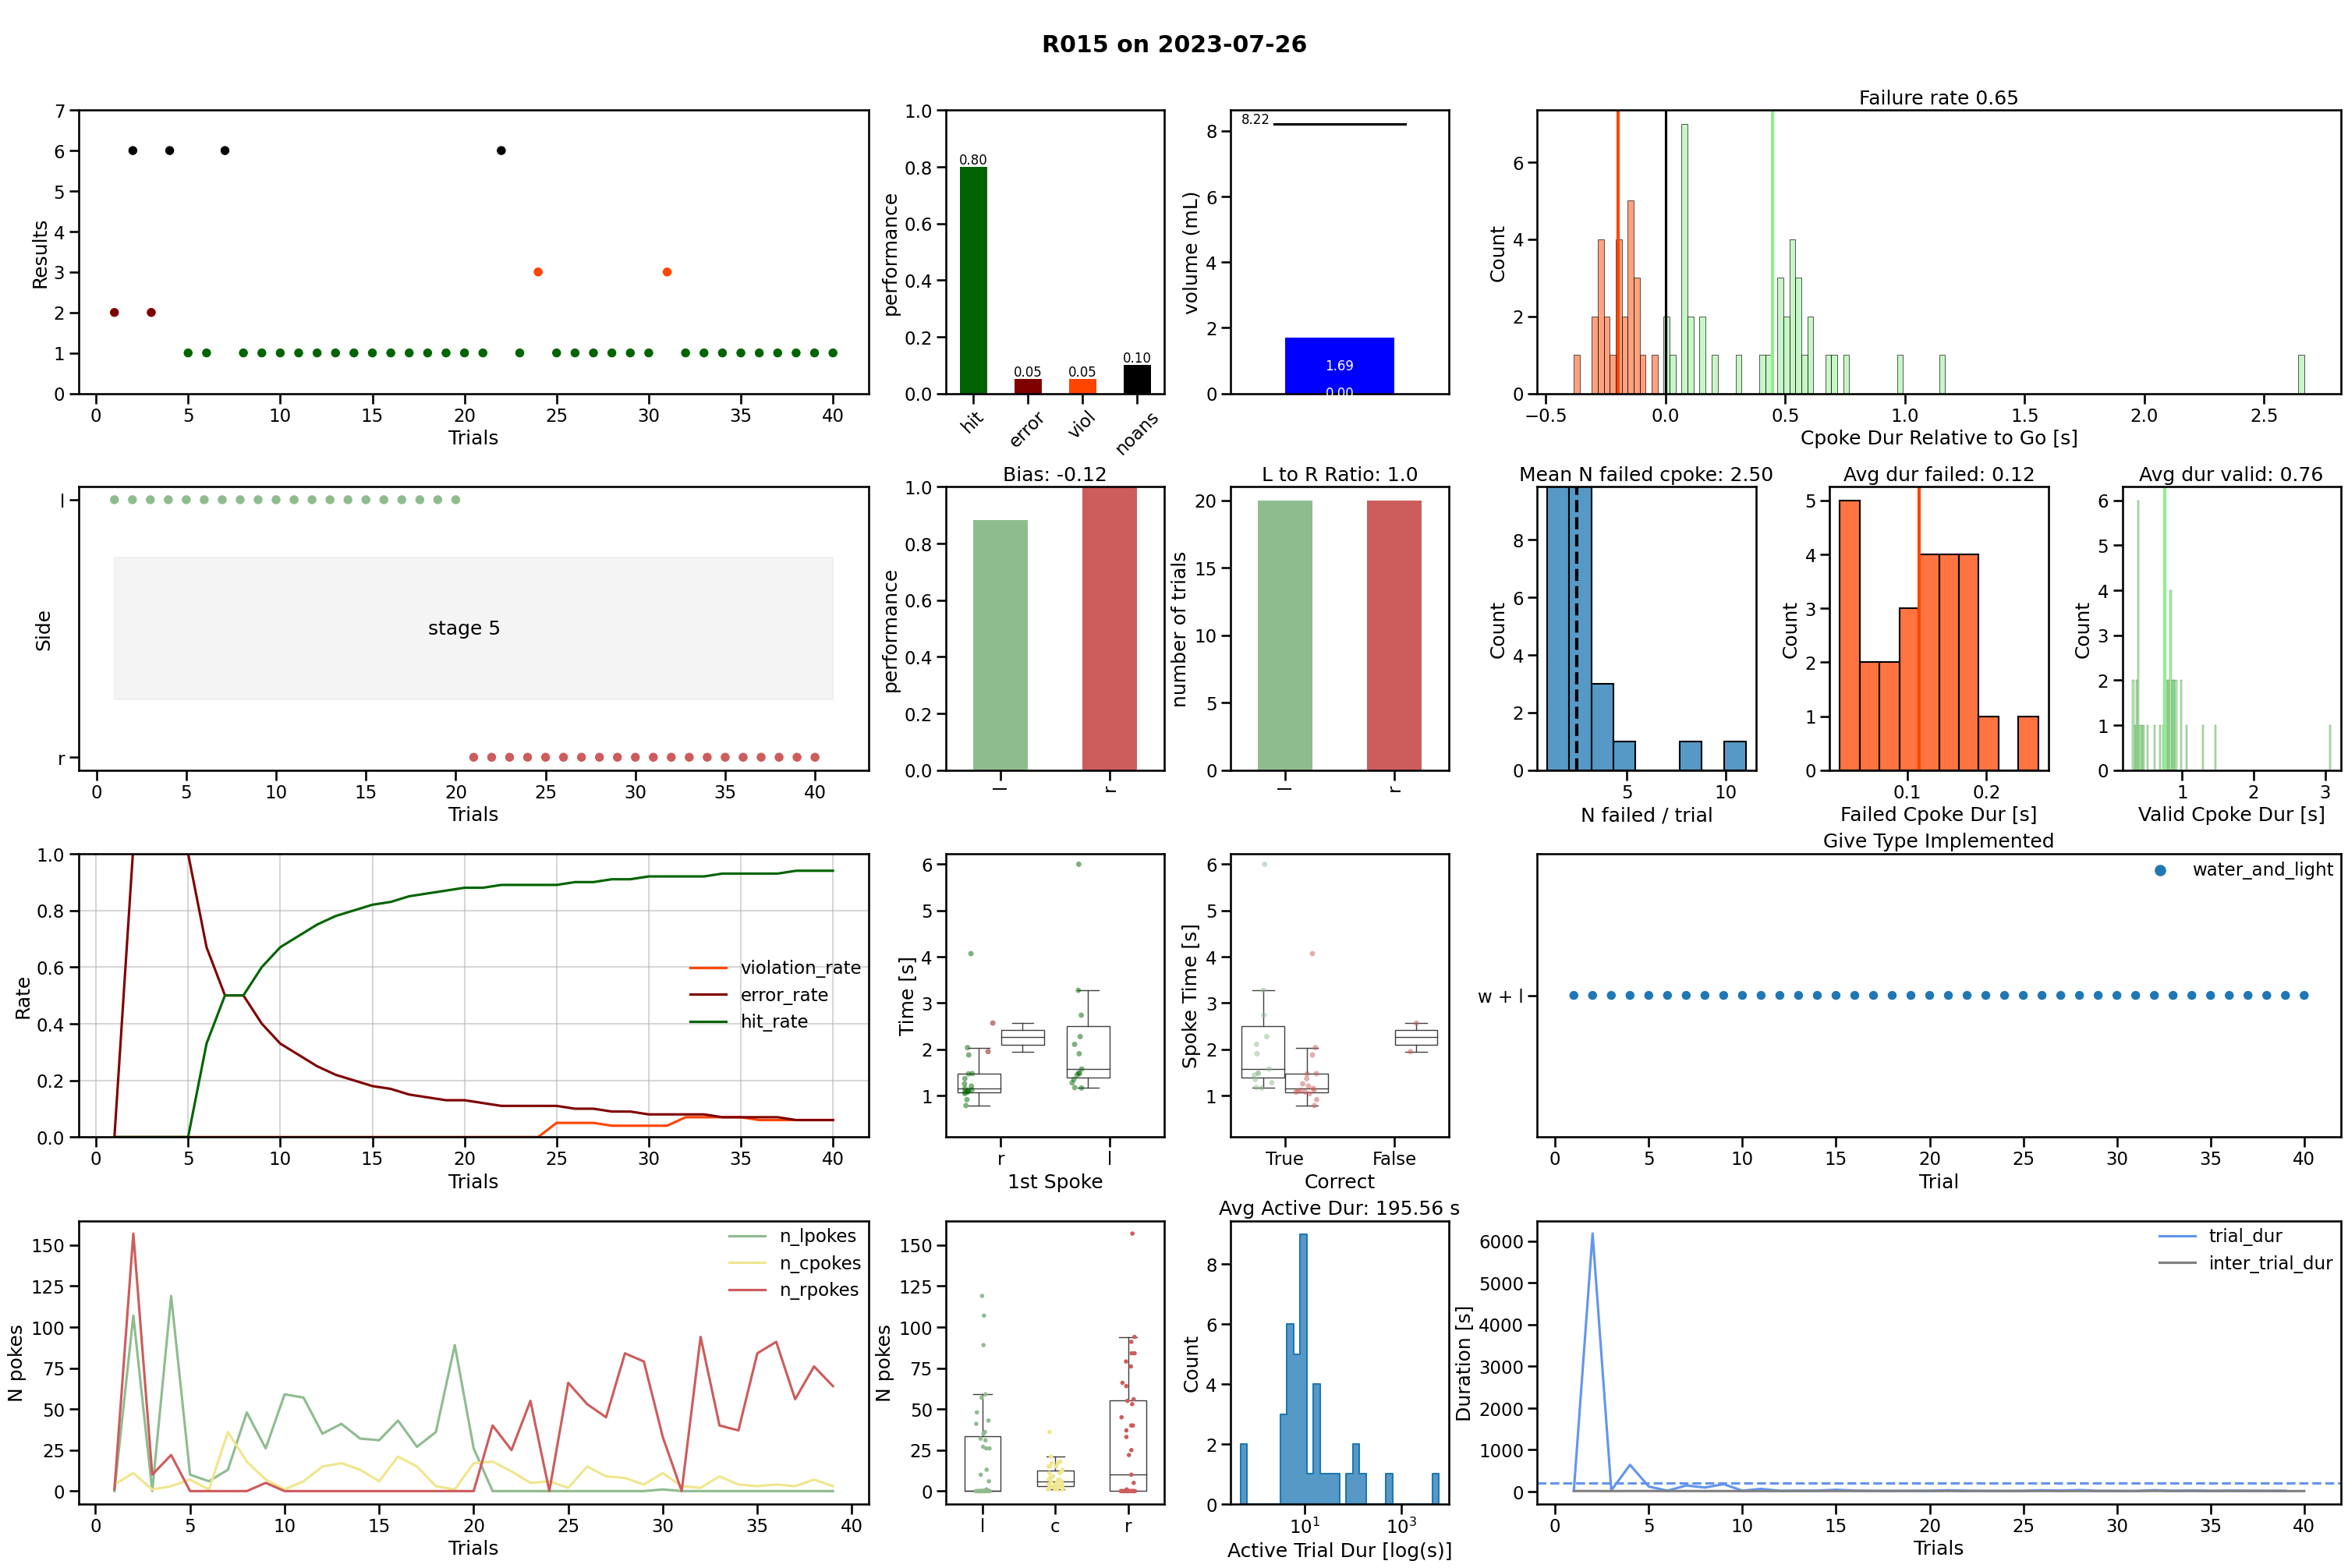 R015 on 2023-07-26
Results
7
6
5
4
3
2
1
0
0 5 10 15 20 25 30 35 40
Trials
performance
1.0
0.8
0.6
0.4
0.2
0.0
0.80
0.05
0.05
0.10
hit error viol noans
volume (mL)
8
6
4
2
0
8.22
1.69
0.00
Failure rate 0.65
Count
6
4
2
0
−0.5 0.0 0.5 1.0 1.5 2.0 2.5
Cpoke Dur Relative to Go [s]
Side
l
r
stage 5
0 5 10 15 20 25 30 35 40
Trials
Bias: -0.12
performance
1.0
0.8
0.6
0.4
0.2
0.0
l r
L to R Ratio: 1.0
number of trials
20
15
10
5
0
l r
Mean N failed cpoke: 2.50
Count
8
6
4
2
0
5 10
N failed / trial
Avg dur failed: 0.12
Count
5
4
3
2
1
0
0.1 0.2
Failed Cpoke Dur [s]
Avg dur valid: 0.76
Count
6
5
4
3
2
1
0
1 2 3
Valid Cpoke Dur [s]
Rate
1.0
0.8
0.6
0.4
0.2
0.0
violation_rate
error_rate
hit_rate
0 5 10 15 20 25 30 35 40
Trials
Time [s]
6
5
4
3
2
1
r l
1st Spoke
Spoke Time [s]
6
5
4
3
2
1
True False
Correct
Give Type Implemented
water_and_light
w + l
0 5 10 15 20 25 30 35 40
Trial
N pokes
150
125
100
75
50
25
0
n_lpokes
n_cpokes
n_rpokes
0 5 10 15 20 25 30 35 40
Trials
N pokes
150
125
100
75
50
25
0
l c r
Avg Active Dur: 195.56 s
Count
8
6
4
2
0
10¹ 10³
Active Trial Dur [log(s)]
Duration [s]
6000
5000
4000
3000
2000
1000
0
trial_dur
inter_trial_dur
0 5 10 15 20 25 30 35 40
Trials